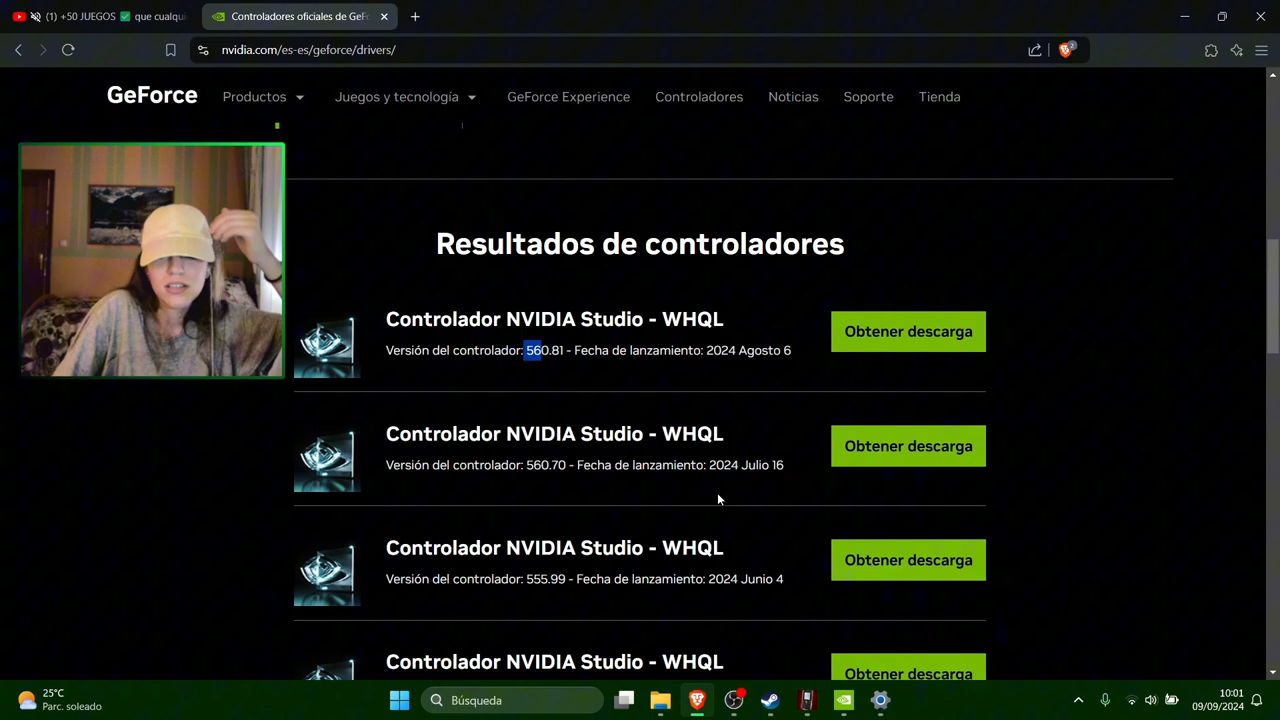 (1) +50 JUEGOS ✅ que cualqui
Controladores oficiales de GeFo
nvidia.com/es-es/geforce/drivers/
2
GeForce
Productos
Juegos y tecnología
GeForce Experience
Controladores
Noticias
Soporte
Tienda
Resultados de controladores
Controlador NVIDIA Studio - WHQL
Versión del controlador: 560.81 - Fecha de lanzamiento: 2024 Agosto 6
Obtener descarga
Controlador NVIDIA Studio - WHQL
Versión del controlador: 560.70 - Fecha de lanzamiento: 2024 Julio 16
Obtener descarga
Controlador NVIDIA Studio - WHQL
Versión del controlador: 555.99 - Fecha de lanzamiento: 2024 Junio 4
Obtener descarga
Controlador NVIDIA Studio - WHQL
Obtener descarga
25°C
Parc. soleado
Búsqueda
10:01
09/09/2024